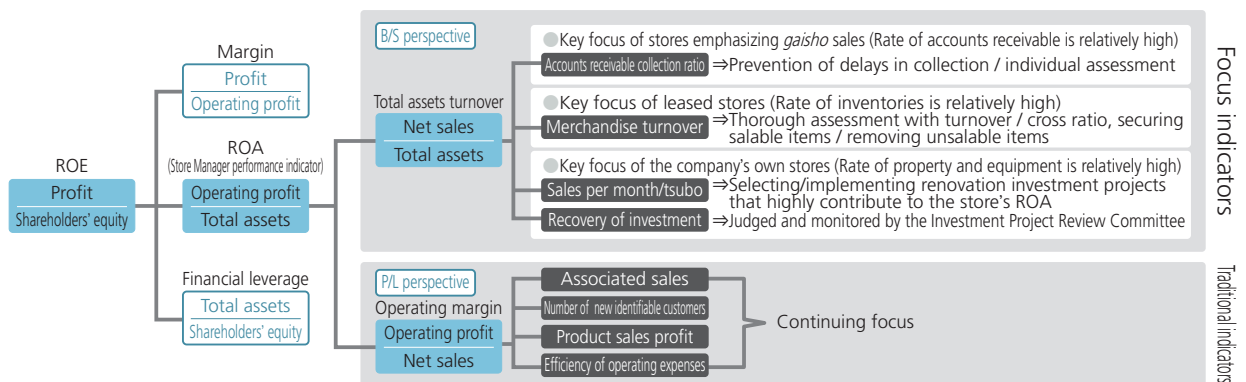 ROE
Profit
Shareholders' equity
Margin
Profit
Operating profit
ROA
(Store Manager performance indicator)
Operating profit
Total assets
Financial leverage
Total assets
Shareholders' equity
B/S perspective
Total assets turnover
Net sales
Total assets
Key focus of stores emphasizing gaisho sales (Rate of accounts receivable is relatively high)
Accounts receivable collection ratio ⇒Prevention of delays in collection / individual assessment
Key focus of leased stores (Rate of inventories is relatively high)
Merchandise turnover ⇒Thorough assessment with turnover / cross ratio, securing
salable items / removing unsalable items
Key focus of the company's own stores (Rate of property and equipment is relatively high)
Sales per month/tsubo ⇒Selecting/implementing renovation investment projects
that highly contribute to the store's ROA
Recovery of investment ⇒Judged and monitored by the Investment Project Review Committee
Focus indicators
P/L perspective
Operating margin
Operating profit
Net sales
Associated sales
Number of new identifiable customers
Product sales profit
Efficiency of operating expenses
Continuing focus
Traditional indicators